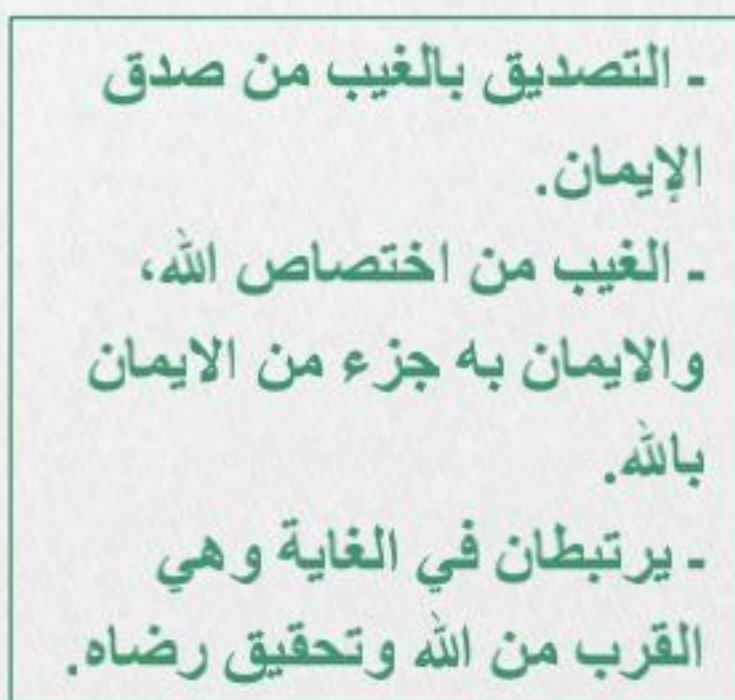 - التصديق بالغيب من صدق
الإيمان.
- الغيب من اختصاص الله،
والايمان به جزء من الايمان
بالله.
- يرتبطان في الغاية وهي
القرب من الله وتحقيق رضاه.